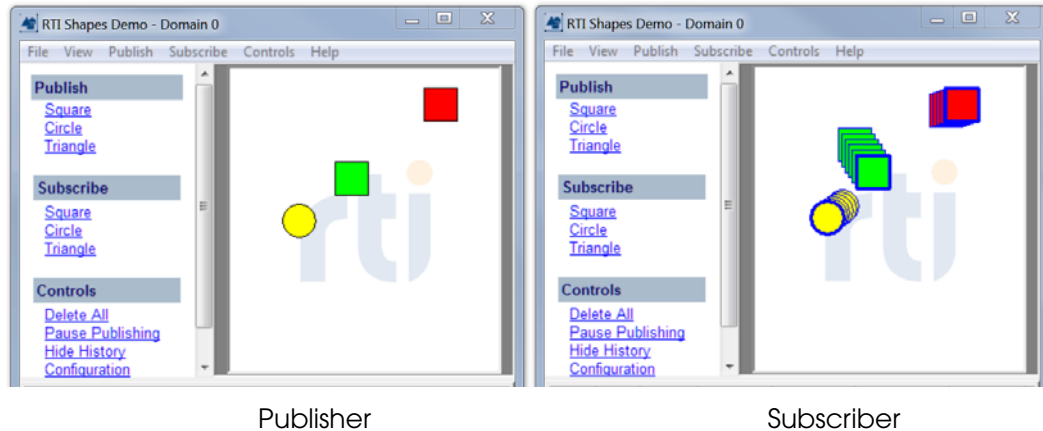 RTI Shapes Demo - Domain 0
File View Publish Subscribe Controls Help
Publish
Square
Circle
Triangle
Subscribe
Square
Circle
Triangle
Controls
Delete All
Pause Publishing
Hide History
Configuration
rti
Publisher
RTI Shapes Demo - Domain 0
File View Publish Subscribe Controls Help
Publish
Square
Circle
Triangle
Subscribe
Square
Circle
Triangle
Controls
Delete All
Pause Publishing
Hide History
Configuration
rti
Subscriber